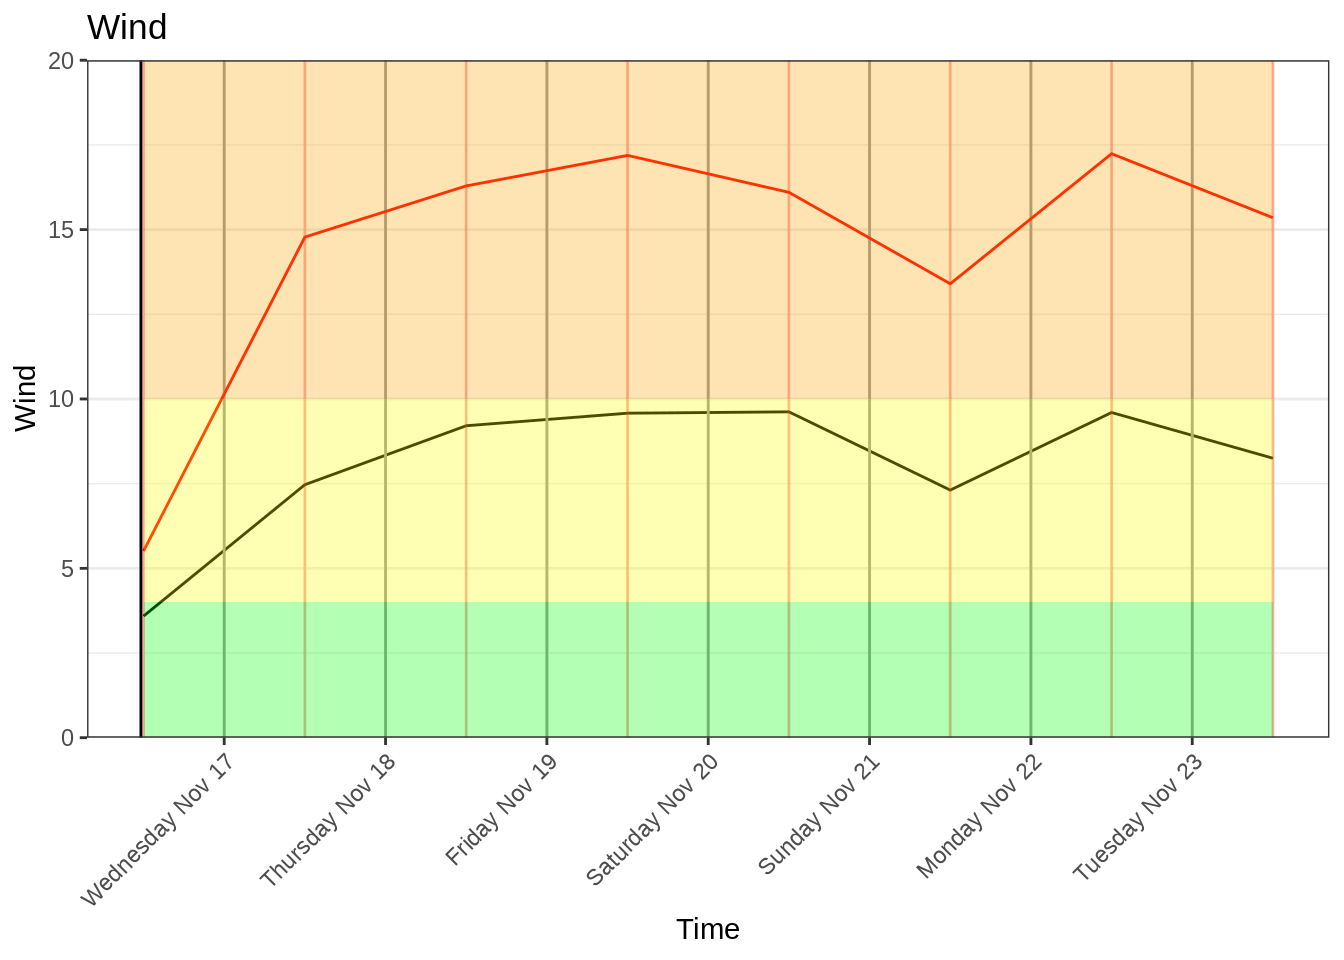 Wind
20
15
10
5
0
Wind
Wednesday Nov 17
Thursday Nov 18
Friday Nov 19
Saturday Nov 20
Sunday Nov 21
Monday Nov 22
Tuesday Nov 23
Time